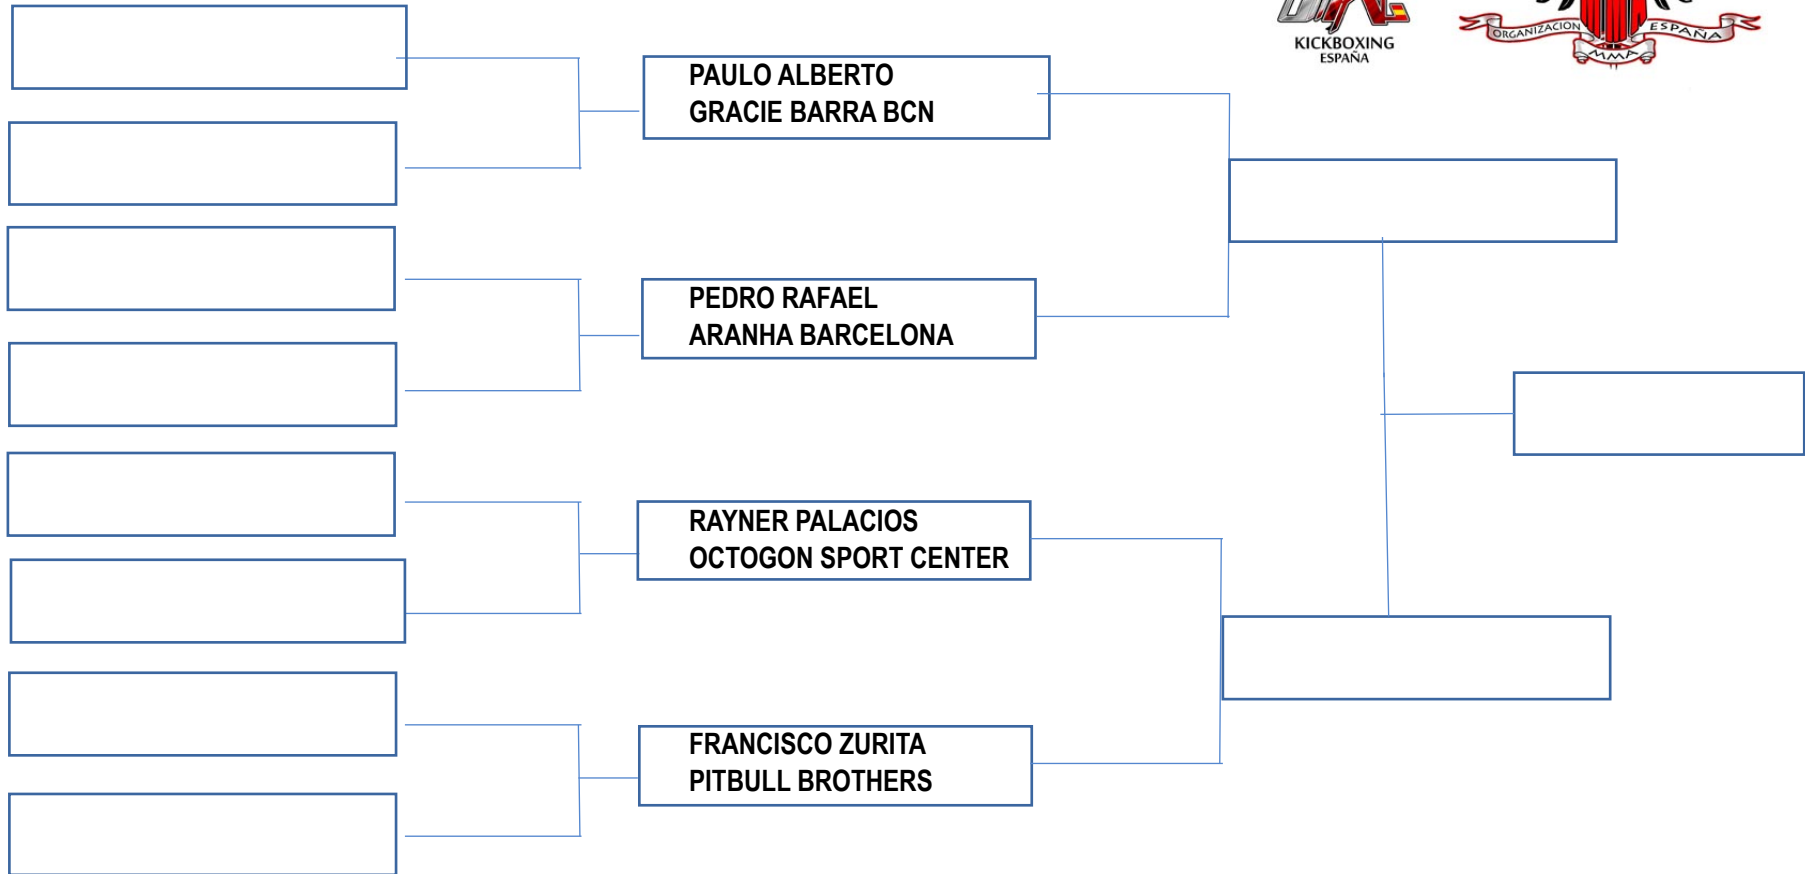 KICKBOXING
ESPAÑA
ORGANIZACION ESPAÑA
MMA
PAULO ALBERTO
GRACIE BARRA BCN
PEDRO RAFAEL
ARANHA BARCELONA
RAYNER PALACIOS
OCTOGON SPORT CENTER
FRANCISCO ZURITA
PITBULL BROTHERS